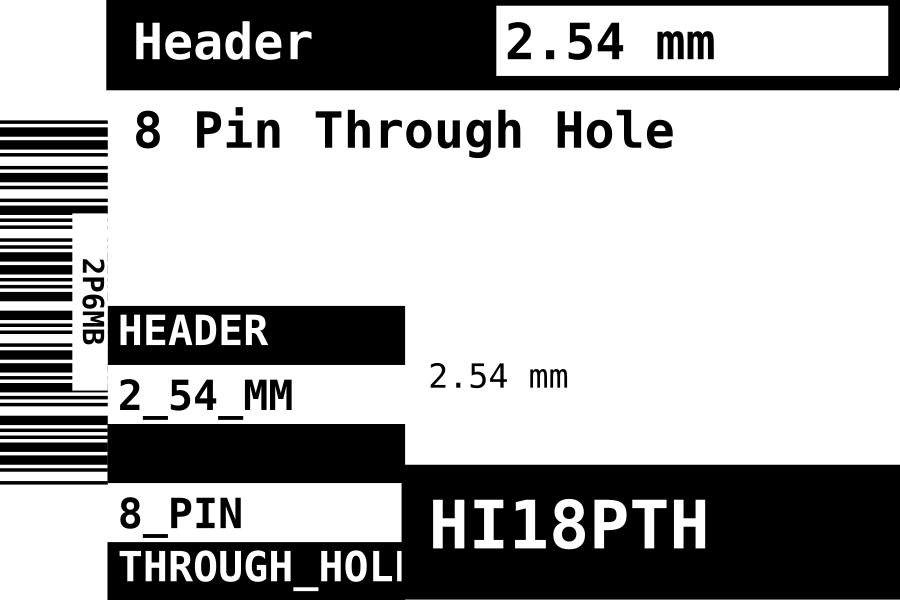 Header
2.54 mm
8 Pin Through Hole
2P6MB
HEADER
2_54_MM
2.54 mm
8_PIN
HI18PTH